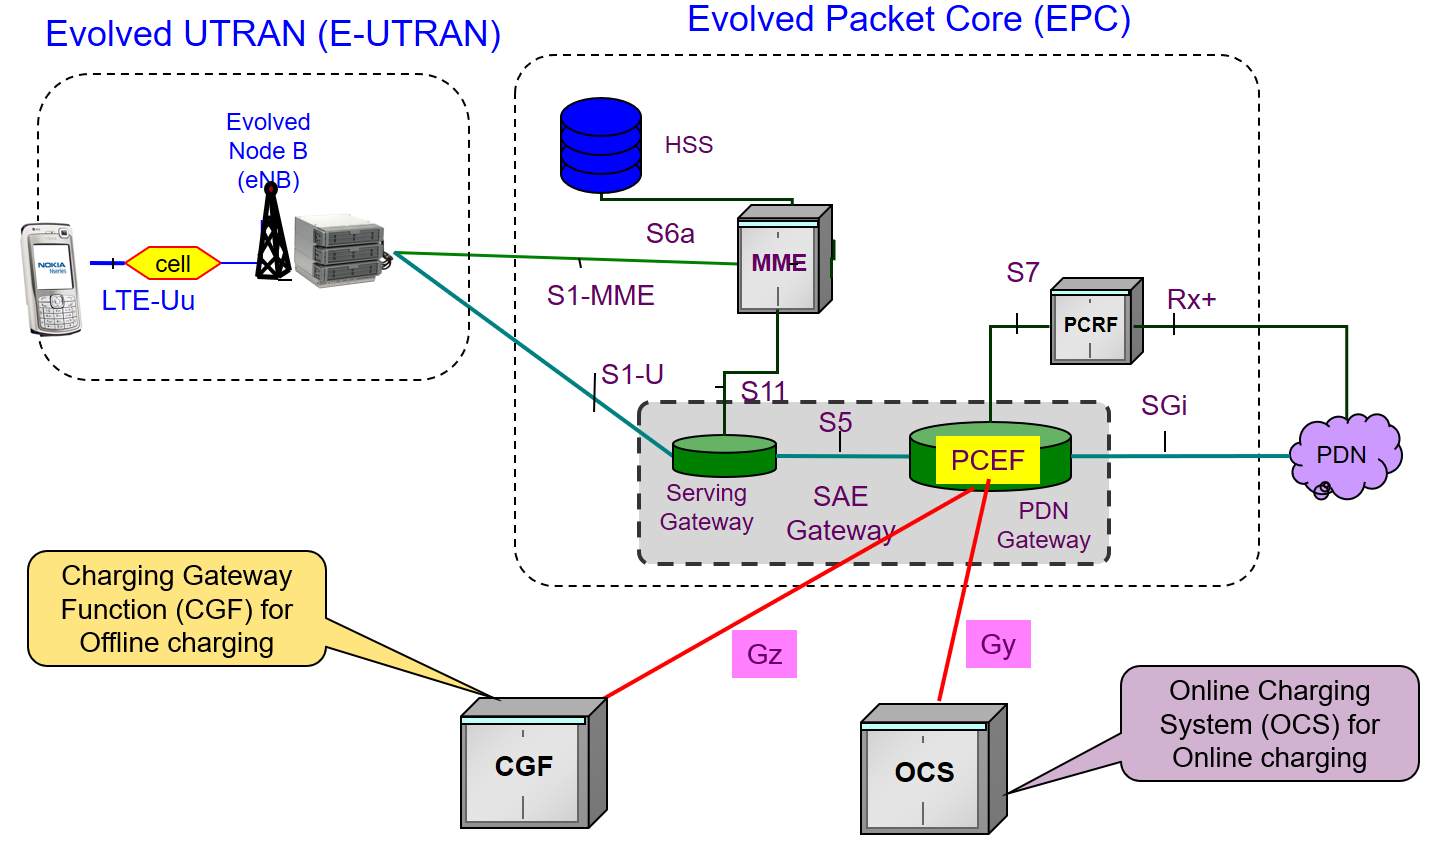 Evolved UTRAN (E-UTRAN)
Evolved Packet Core (EPC)
Evolved
Node B
(eNB)
HSS
NOKIA
Nseries
cell
LTE-Uu
S6a
MME
S1-MME
S7
PCRF
Rx+
S1-U
S11
S5
SGi
PCEF
PDN
Serving
Gateway
SAE
Gateway
PDN
Gateway
Charging Gateway
Function (CGF) for
Offline charging
Gz
Gy
Online Charging
System (OCS) for
Online charging
CGF
OCS